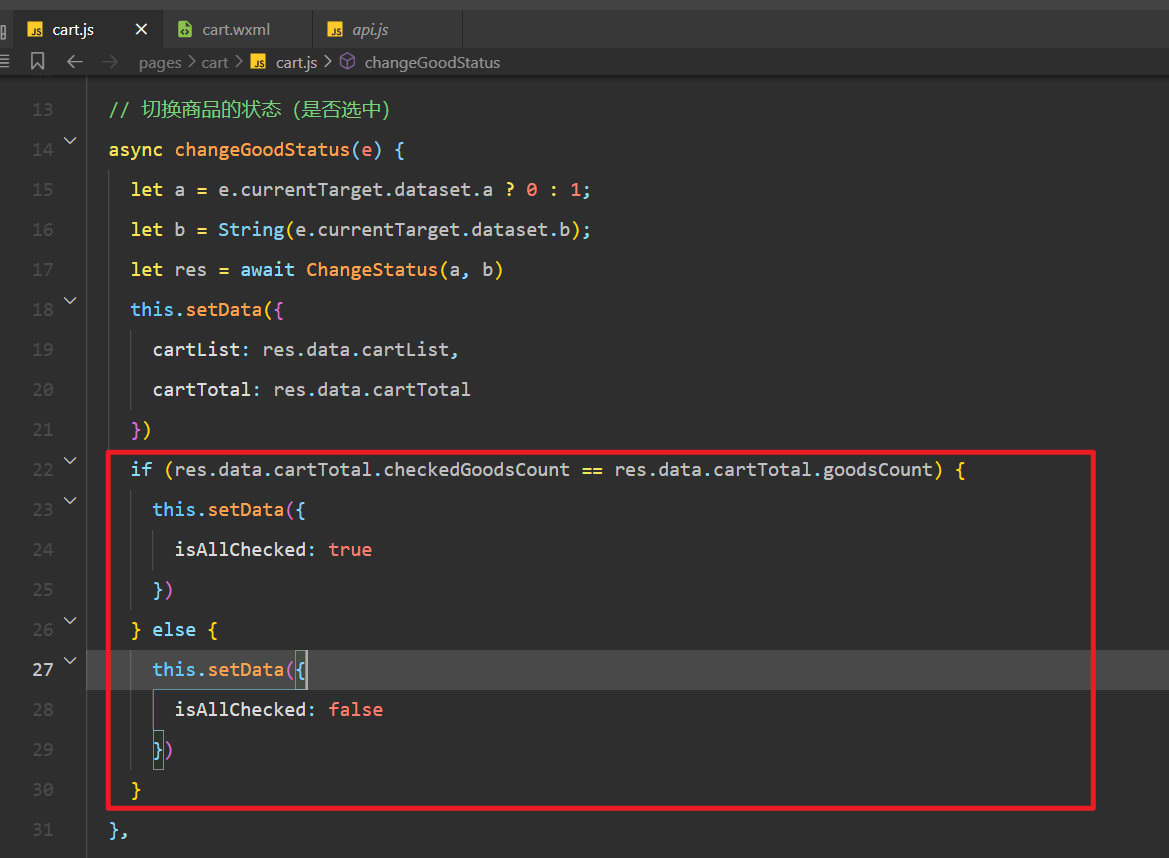 JS cart.js × cart.wxml JS api.js
pages > cart > JS cart.js > changeGoodStatus
13 // 切换商品的状态（是否选中）
14 async changeGoodStatus(e) {
15 let a = e.currentTarget.dataset.a ? 0 : 1;
16 let b = String(e.currentTarget.dataset.b);
17 let res = await ChangeStatus(a, b)
18 this.setData({
19 cartList: res.data.cartList,
20 cartTotal: res.data.cartTotal
21 })
22 if (res.data.cartTotal.checkedGoodsCount == res.data.cartTotal.goodsCount) {
23 this.setData({
24 isAllChecked: true
25 })
26 } else {
27 this.setData({
28 isAllChecked: false
29 })
30 }
31 },